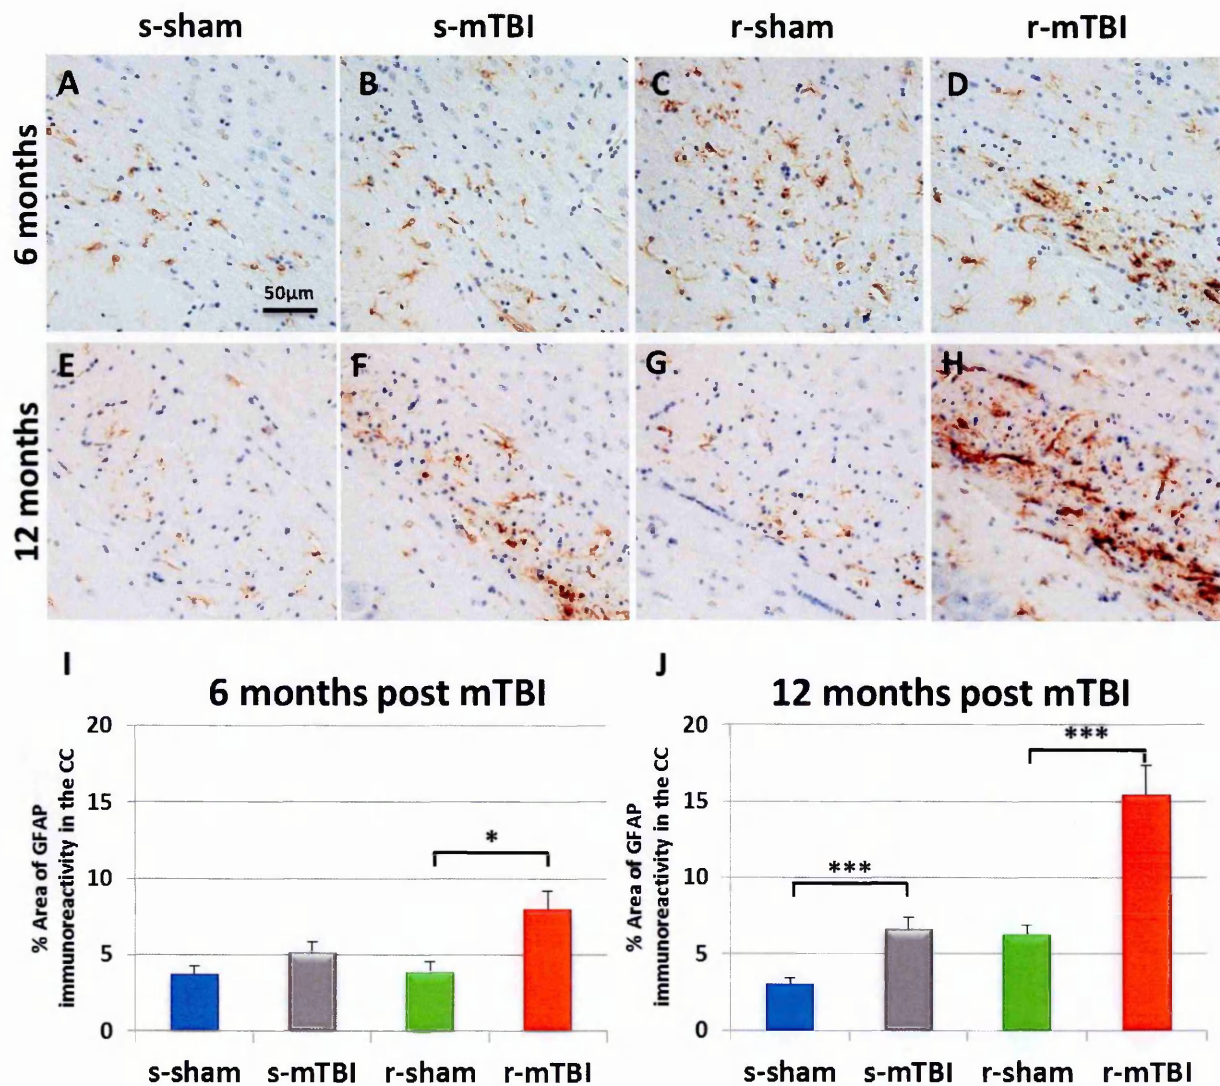 s-sham s-mTBI r-sham r-mTBI
6 months
A B C D
50µm
12 months
E F G H
I
6 months post mTBI
% Area of GFAP
immunoreactivity in the CC
20
15
10
5
0
*
s-sham s-mTBI r-sham r-mTBI
J
12 months post mTBI
% Area of GFAP
immunoreactivity in the CC
20
15
10
5
0
***
***
s-sham s-mTBI r-sham r-mTBI